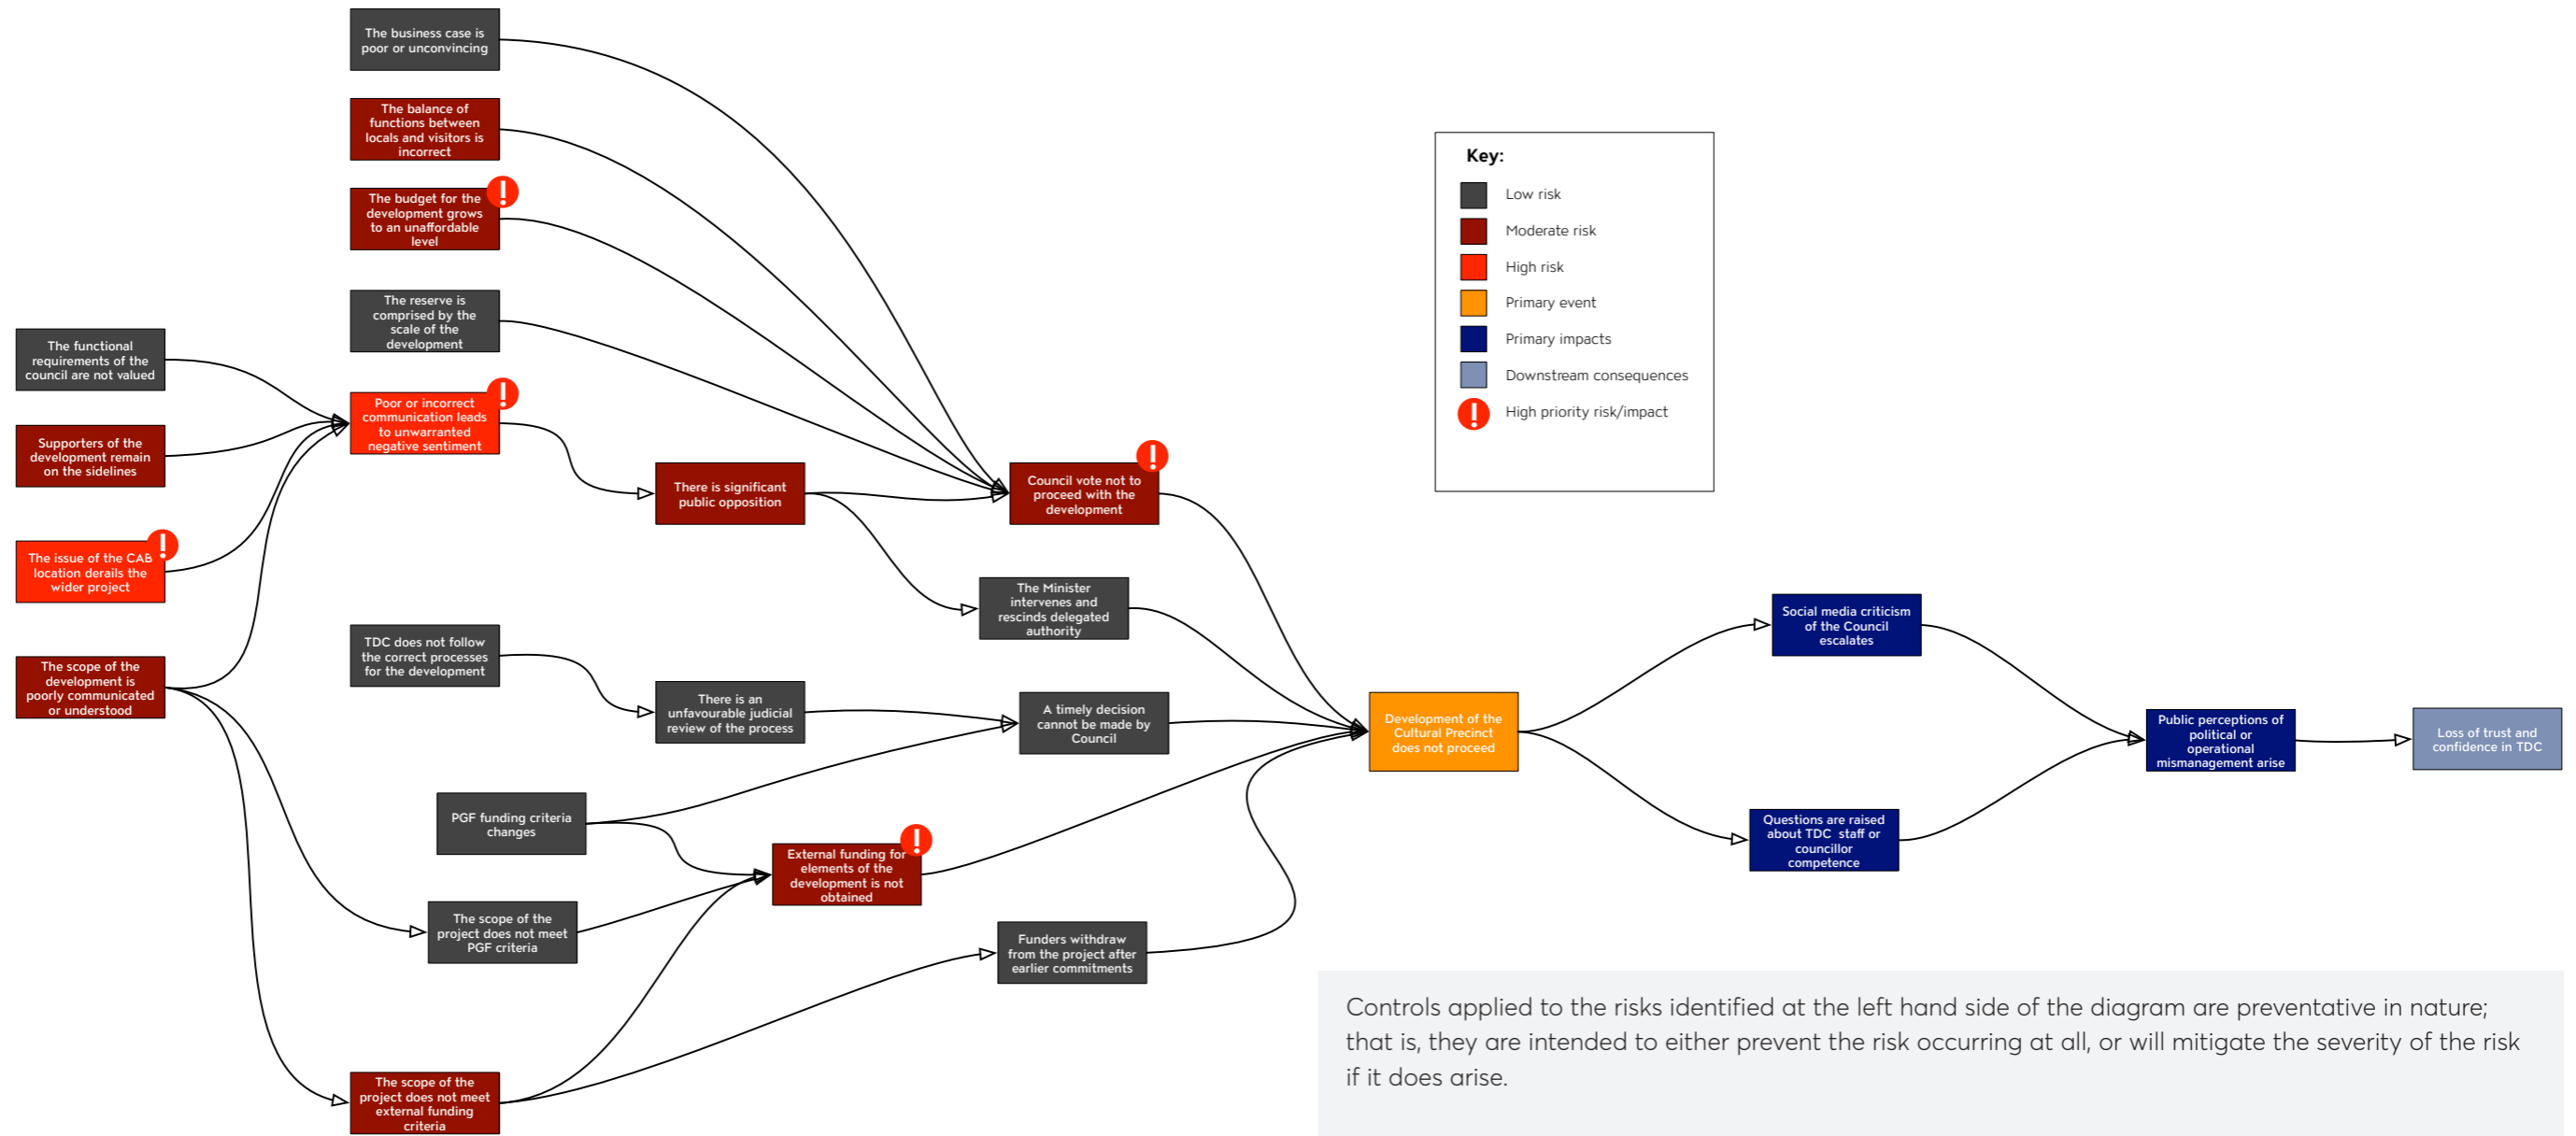 The business case is
poor or unconvincing
The balance of
functions between
locals and visitors is
incorrect
The budget for the
development grows
to an unaffordable
level
The reserve is
comprised by the
scale of the
development
The functional
requirements of the
council are not valued
Supporters of the
development remain
on the sidelines
The issue of the CAB
location derails the
wider project
The scope of the
development is
poorly communicated
or understood
Poor or incorrect
communication leads
to unwarranted
negative sentiment
There is significant
public opposition
Council vote not to
proceed with the
development
The Minister
intervenes and
rescinds delegated
authority
TDC does not follow
the correct processes
for the development
There is an
unfavourable judicial
review of the process
A timely decision
cannot be made by
Council
PGF funding criteria
changes
External funding for
elements of the
development is not
obtained
The scope of the
project does not meet
PGF criteria
Funders withdraw
from the project after
earlier commitments
The scope of the
project does not meet
external funding
criteria
Key:
Low risk
Moderate risk
High risk
Primary event
Primary impacts
Downstream consequences
High priority risk/impact
Development of the
Cultural Precinct
does not proceed
Social media criticism
of the Council
escalates
Questions are raised
about TDC staff or
councillor
competence
Public perceptions of
political or
operational
mismanagement arise
Loss of trust and
confidence in TDC
Controls applied to the risks identified at the left hand side of the diagram are preventative in nature;
that is, they are intended to either prevent the risk occurring at all, or will mitigate the severity of the risk
if it does arise.